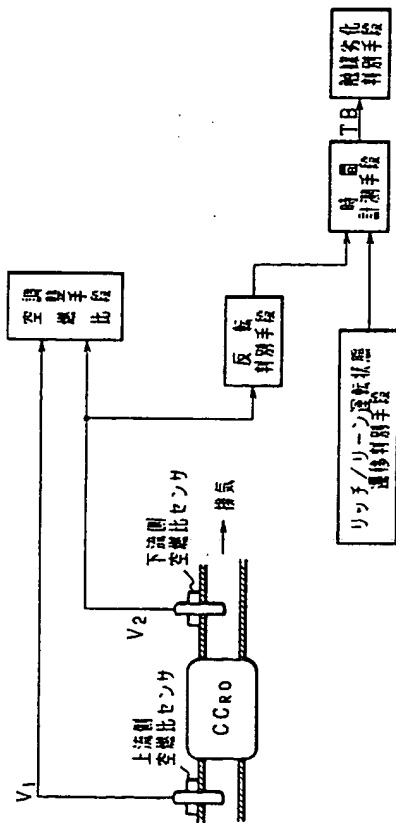 V1
上流側
空燃比センサ
CCRO
V2
下流側
空燃比センサ
排気
空燃比
調整手段
反転
判別手段
リッチ/リーン運転状態
遷移判別手段
時間
計測手段
TB
触媒劣化
判別手段